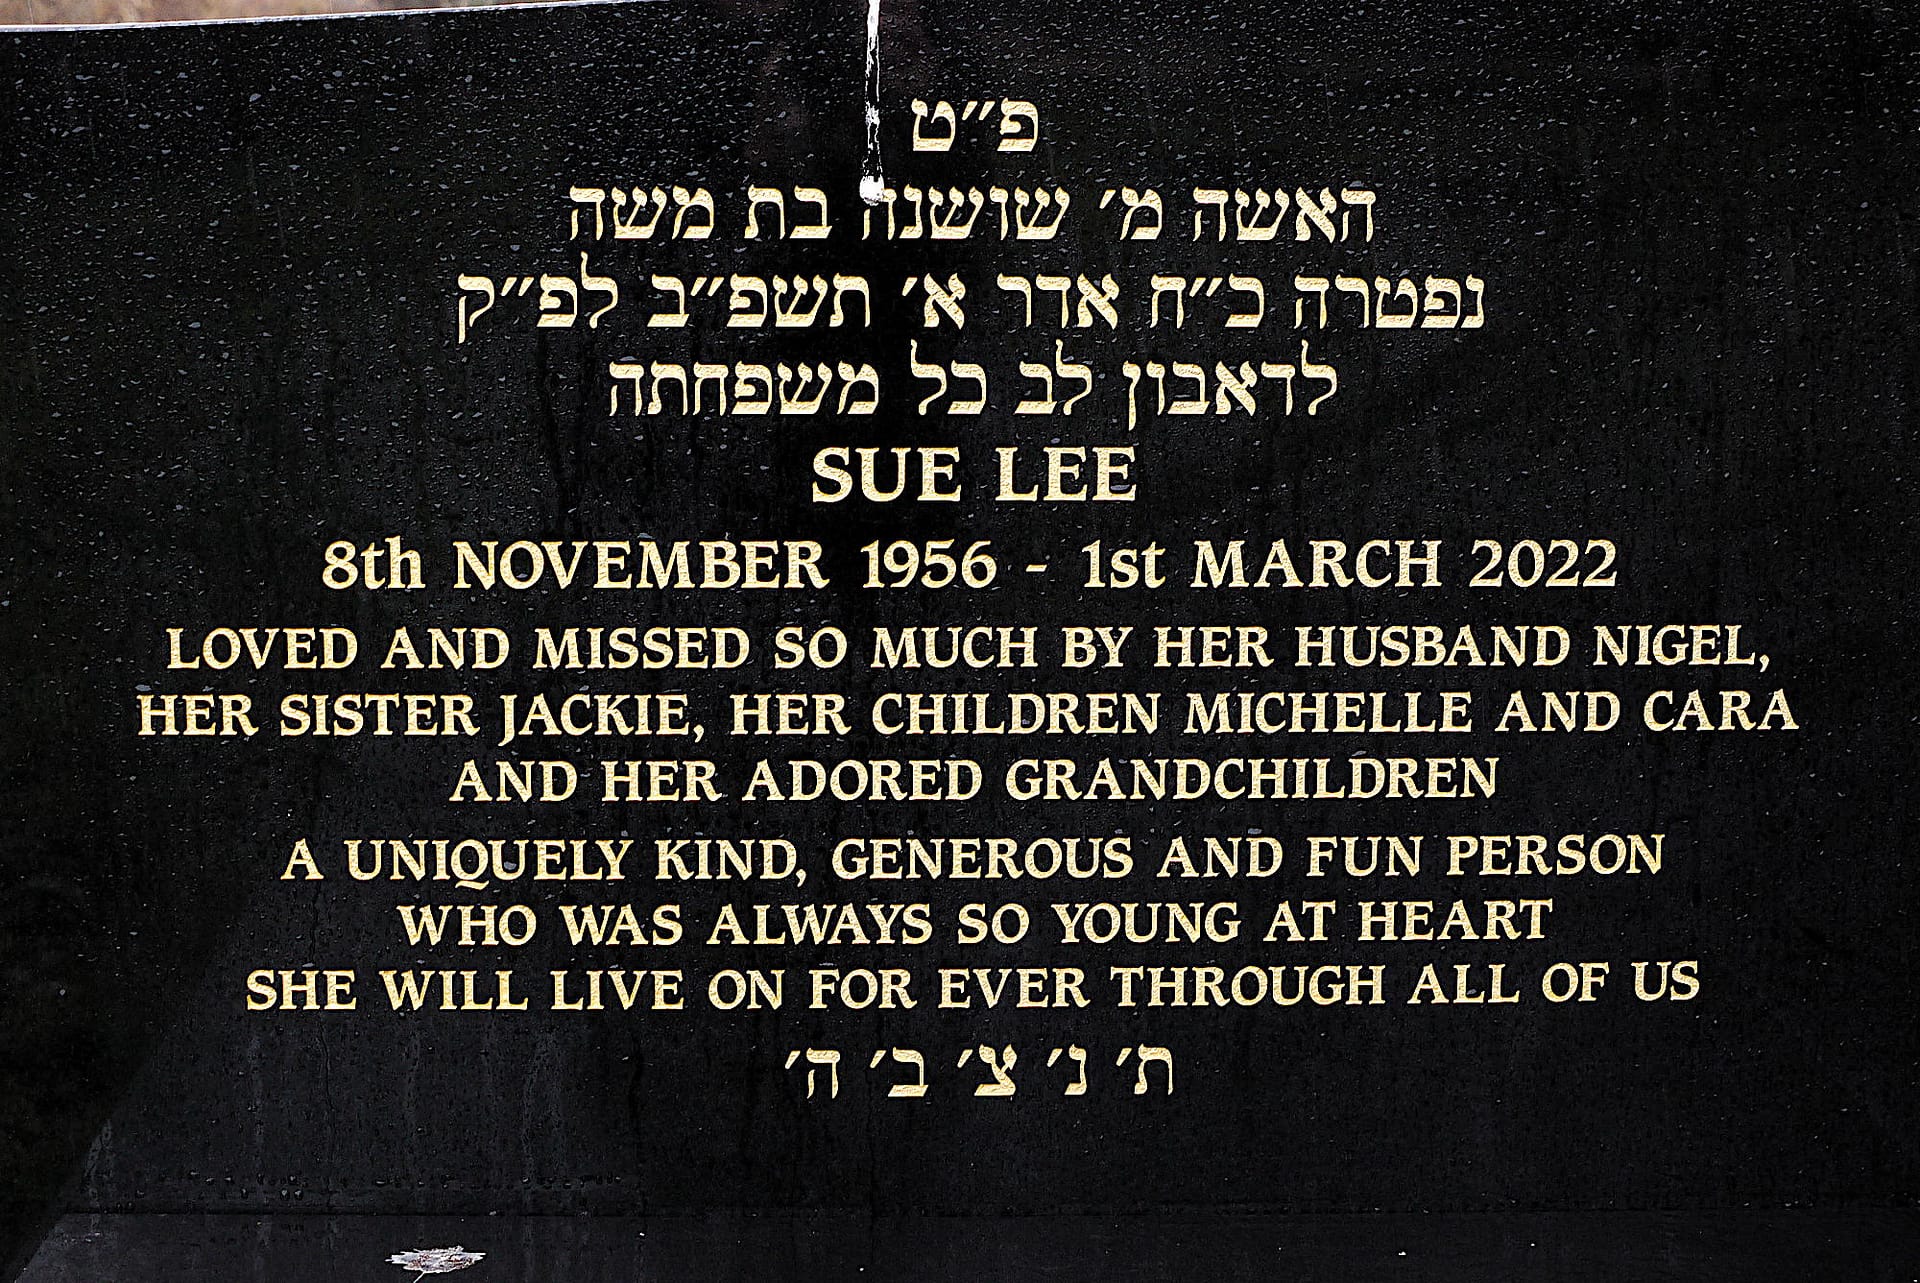 פ״ט
האשה מ׳ שושנה בת משה
נפטרה כ״ח אדר א׳ תשפ״ב לפ״ק
לדאבון לב כל משפחתה
SUE LEE
8th NOVEMBER 1956 - 1st MARCH 2022
LOVED AND MISSED SO MUCH BY HER HUSBAND NIGEL,
HER SISTER JACKIE, HER CHILDREN MICHELLE AND CARA
AND HER ADORED GRANDCHILDREN
A UNIQUELY KIND, GENEROUS AND FUN PERSON
WHO WAS ALWAYS SO YOUNG AT HEART
SHE WILL LIVE ON FOR EVER THROUGH ALL OF US
ת׳ נ׳ צ׳ ב׳ ה׳